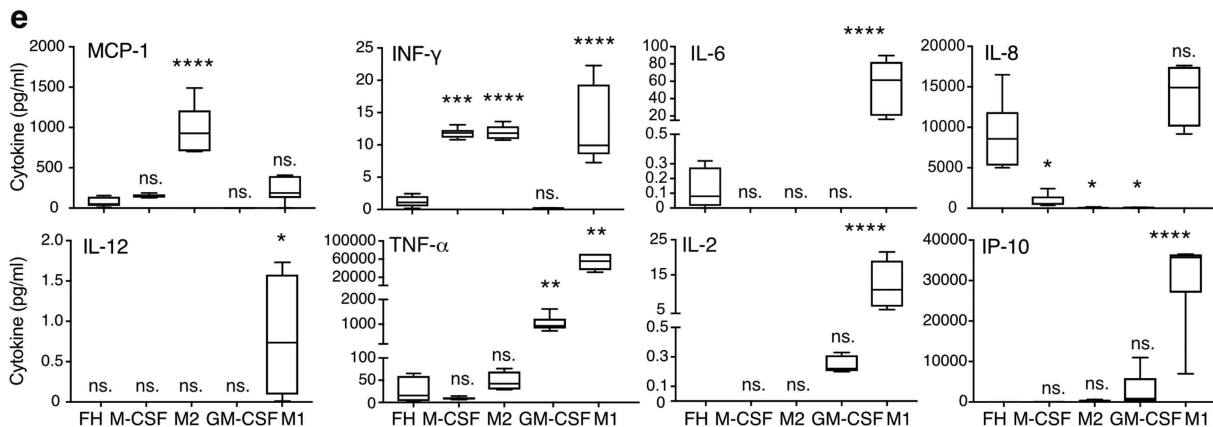 e
MCP-1
Cytokine (pg/ml)
2000
1500
1000
500
0
ns.
****
ns.
ns.
INF-γ
25
20
15
10
5
0
***
****
ns.
****
IL-6
100
80
60
40
20
0.5
0.3
0.2
0.1
0
ns.
ns.
ns.
****
IL-8
20000
15000
10000
5000
0
*
*
*
ns.
IL-12
Cytokine (pg/ml)
2.0
1.5
1.0
0.5
0
ns.
ns.
ns.
ns.
*
FH M-CSF M2 GM-CSF M1
TNF-α
100000
60000
20000
2000
1000
100
50
0
ns.
ns.
**
**
FH M-CSF M2 GM-CSF M1
IL-2
25
15
5
0.5
0.3
0.1
0
ns.
ns.
ns.
****
FH M-CSF M2 GM-CSF M1
IP-10
40000
30000
20000
10000
0
ns.
ns.
ns.
****
FH M-CSF M2 GM-CSF M1